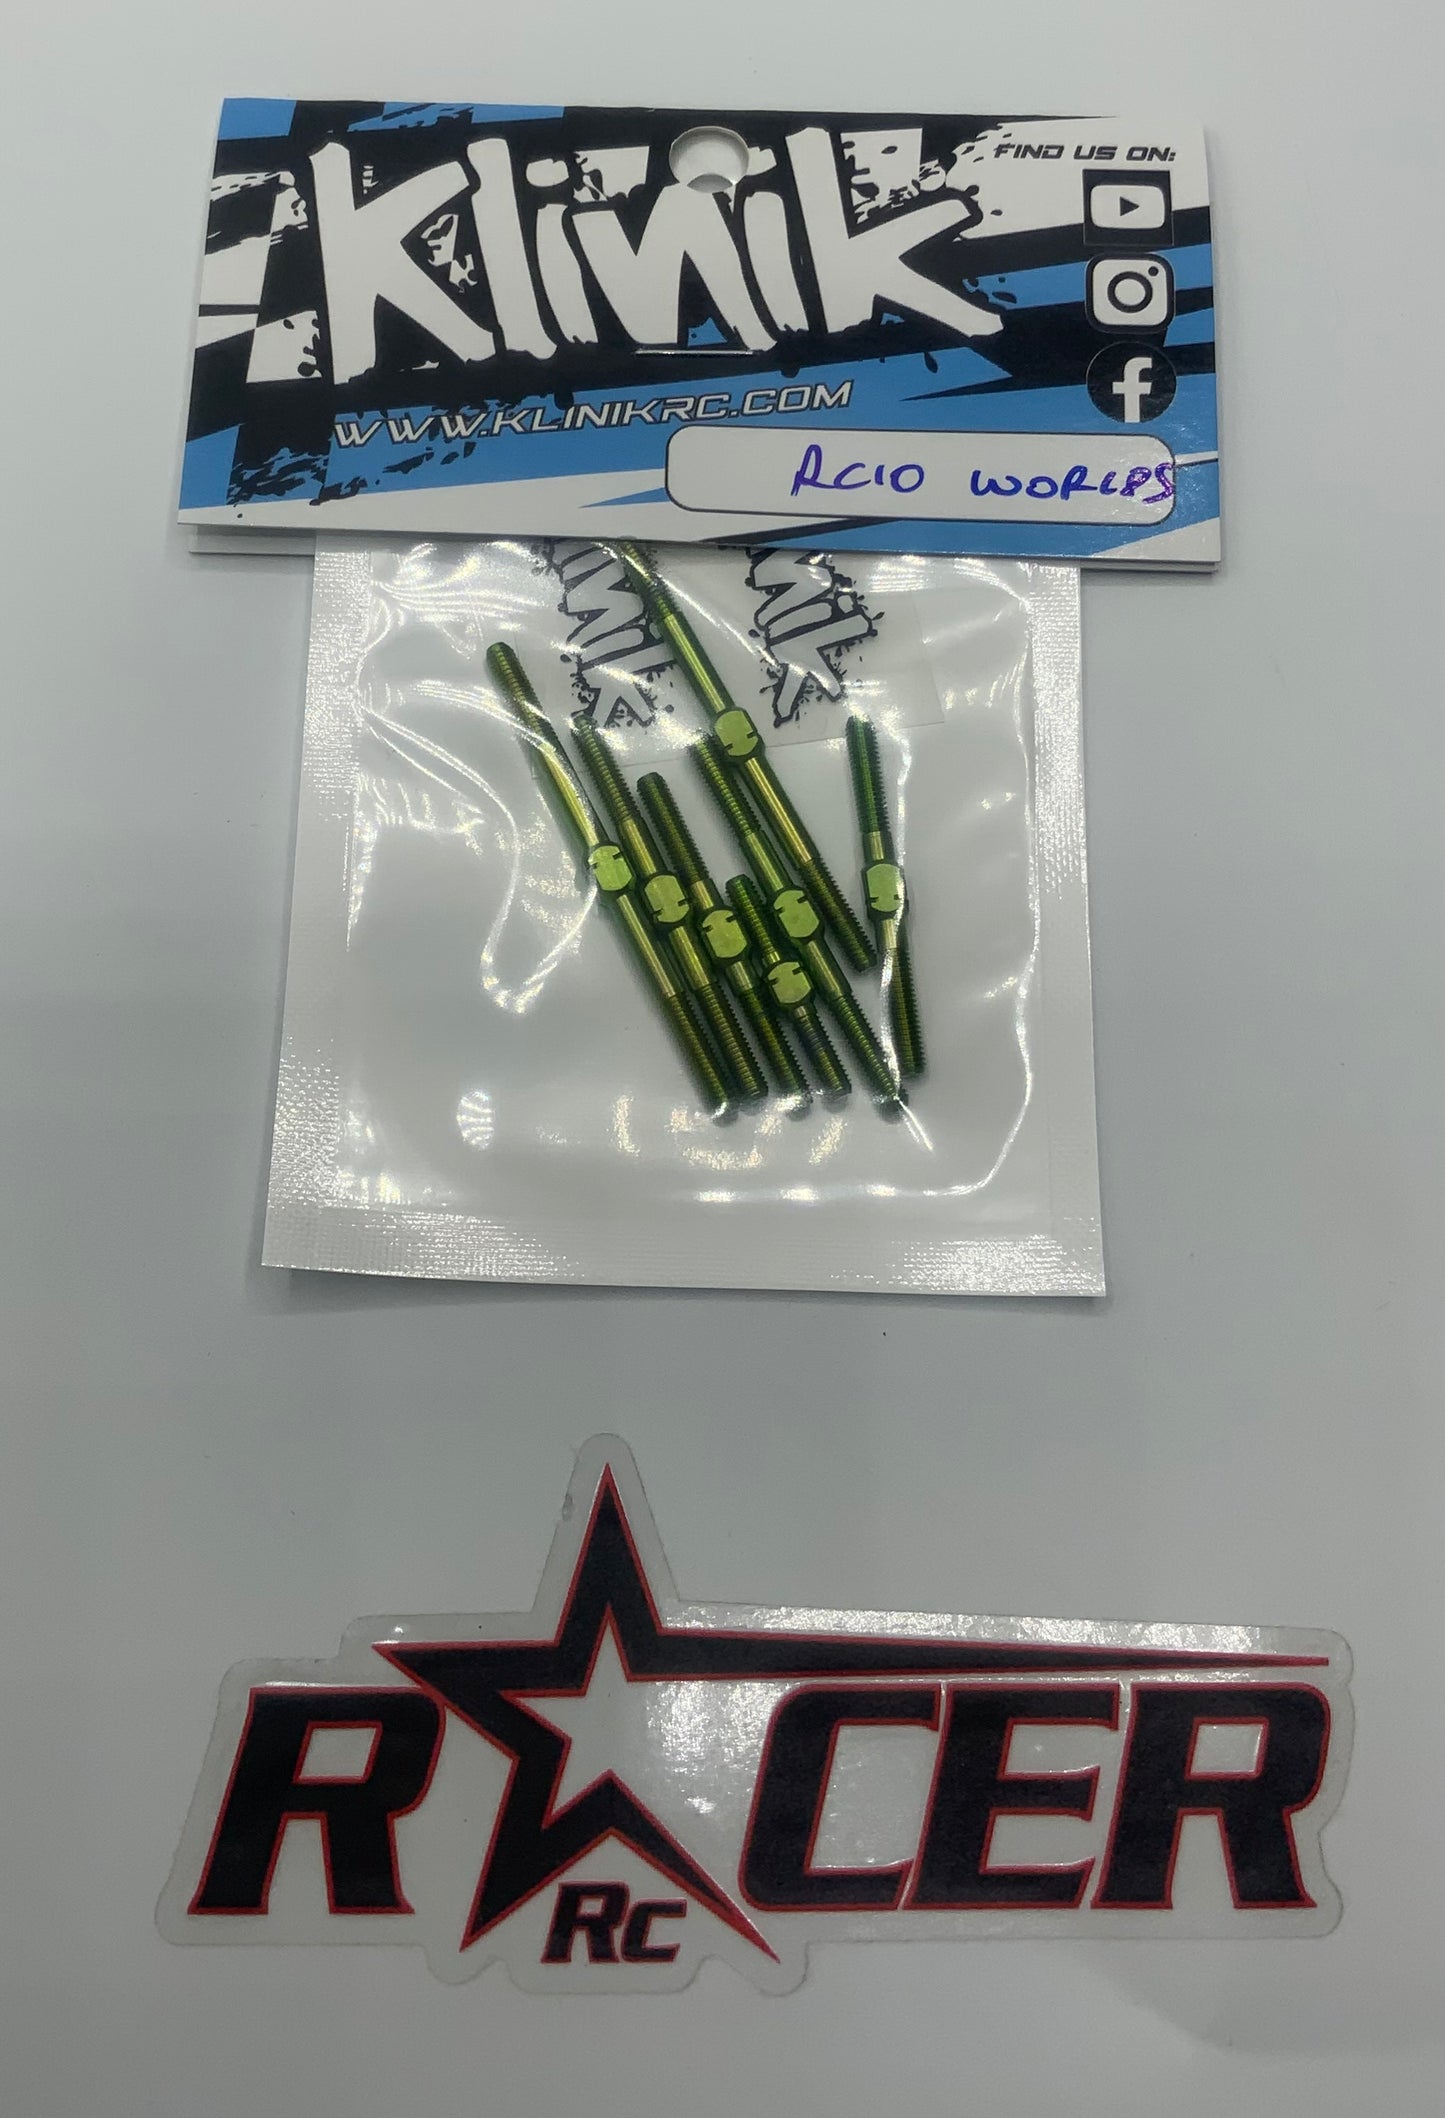 Klinik
FIND US ON:
WWW.KLINIKRC.COM
RC10 WORLDS
RACER
RC